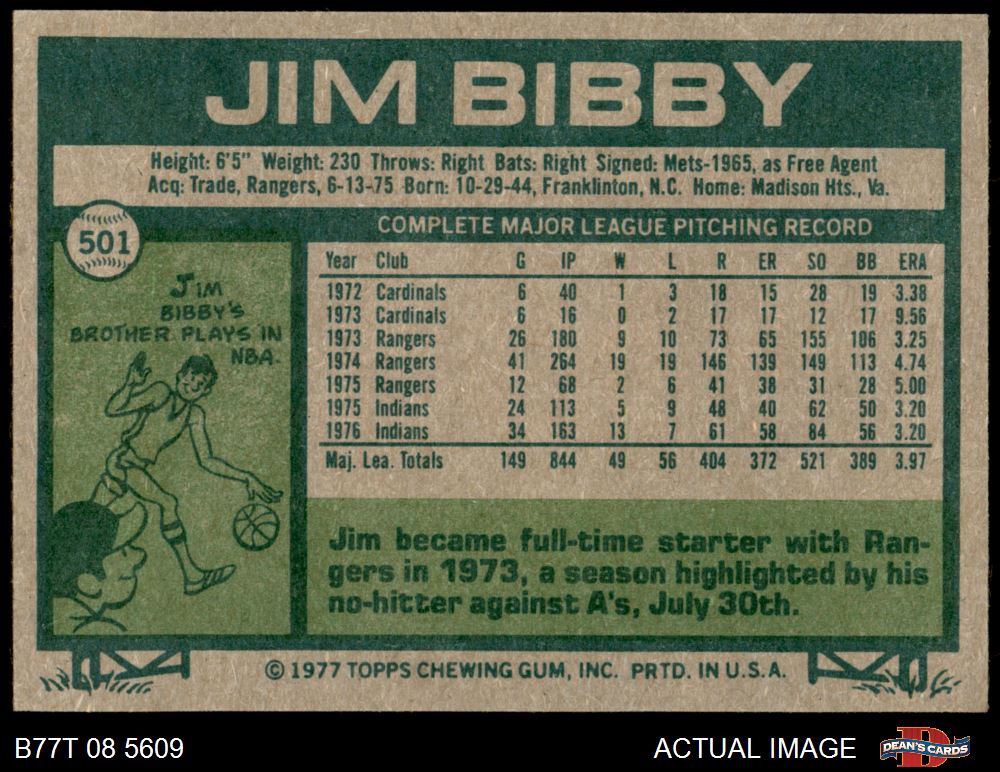 JIM BIBBY
Height: 6'5" Weight: 230 Throws: Right Bats: Right Signed: Mets-1965, as Free Agent
Acq: Trade, Rangers, 6-13-75 Born: 10-29-44, Franklinton, N.C. Home: Madison Hts., Va.
501
JIM
BIBBY'S
BROTHER PLAYS IN
NBA.
COMPLETE MAJOR LEAGUE PITCHING RECORD
Year Club G IP W L R ER SO BB ERA
1972 Cardinals 6 40 1 3 18 15 28 19 3.38
1973 Cardinals 6 16 0 2 17 17 12 17 9.56
1973 Rangers 26 180 9 10 73 65 155 106 3.25
1974 Rangers 41 264 19 19 146 139 149 113 4.74
1975 Rangers 12 68 2 6 41 38 31 28 5.00
1975 Indians 24 113 5 9 48 40 62 50 3.20
1976 Indians 34 163 13 7 61 58 84 56 3.20
Maj. Lea. Totals 149 844 49 56 404 372 521 389 3.97
Jim became full-time starter with Ran-
gers in 1973, a season highlighted by his
no-hitter against A's, July 30th.
© 1977 TOPPS CHEWING GUM, INC. PRTD. IN U.S.A.
B77T 08 5609
ACTUAL IMAGE
D
DEAN'S CARDS